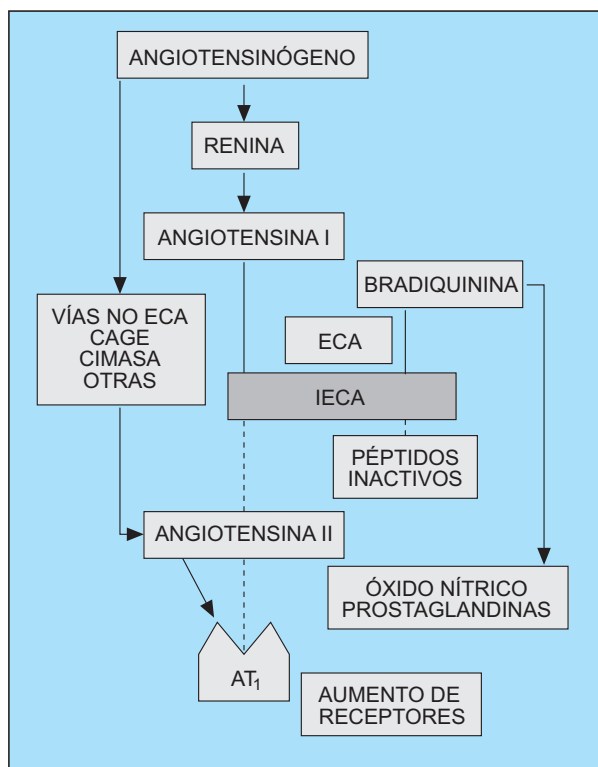 ANGIOTENSINÓGENO
RENINA
ANGIOTENSINA I
BRADIQUININA
VÍAS NO ECA
CAGE
CIMASA
OTRAS
ECA
IECA
PÉPTIDOS
INACTIVOS
ANGIOTENSINA II
ÓXIDO NÍTRICO
PROSTAGLANDINAS
AT₁
AUMENTO DE
RECEPTORES